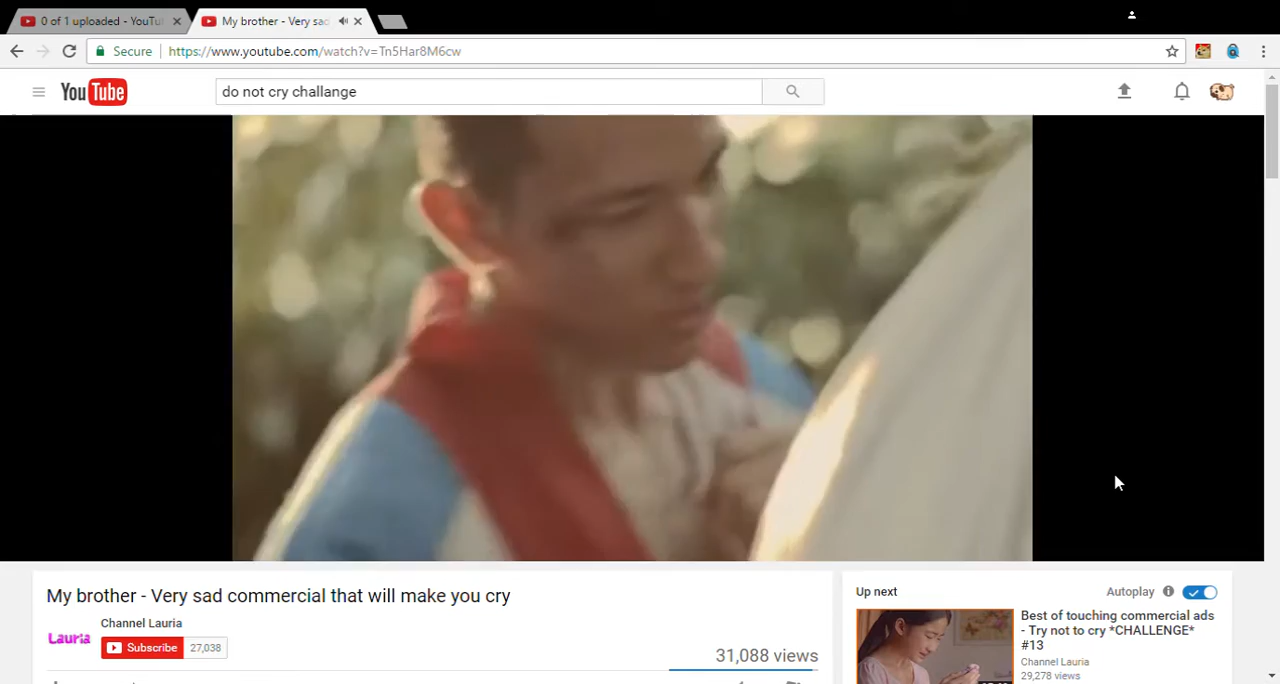 0 of 1 uploaded - YouTu
My brother - Very sad
Secure
https://www.youtube.com/watch?v=Tn5Har8M6cw
YouTube
do not cry challange
My brother - Very sad commercial that will make you cry
Channel Lauria
Lauria
Subscribe 27,038
31,088 views
Up next
Autoplay
Best of touching commercial ads
- Try not to cry *CHALLENGE*
#13
Channel Lauria
29,278 views